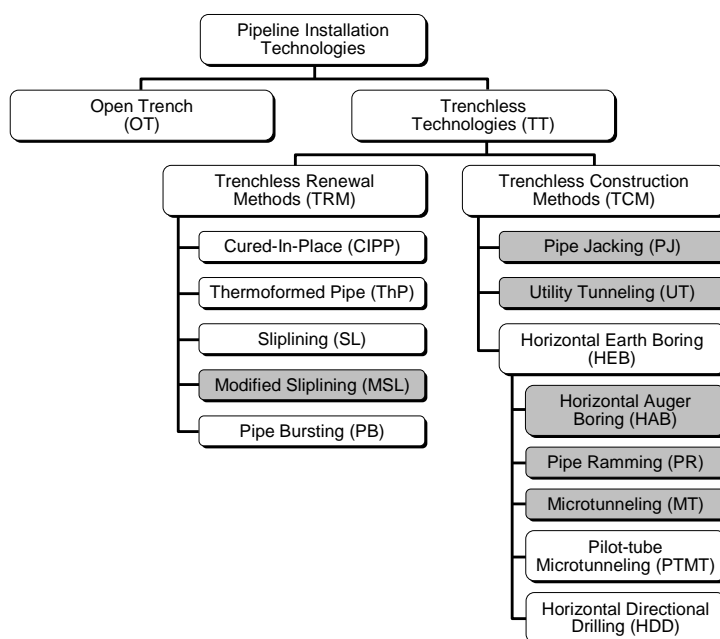 Pipeline Installation
Technologies
Open Trench
(OT)
Trenchless
Technologies (TT)
Trenchless Renewal
Methods (TRM)
Cured-In-Place (CIPP)
Thermoformed Pipe (ThP)
Sliplining (SL)
Modified Sliplining (MSL)
Pipe Bursting (PB)
Trenchless Construction
Methods (TCM)
Pipe Jacking (PJ)
Utility Tunneling (UT)
Horizontal Earth Boring
(HEB)
Horizontal Auger
Boring (HAB)
Pipe Ramming (PR)
Microtunneling (MT)
Pilot-tube
Microtunneling (PTMT)
Horizontal Directional
Drilling (HDD)